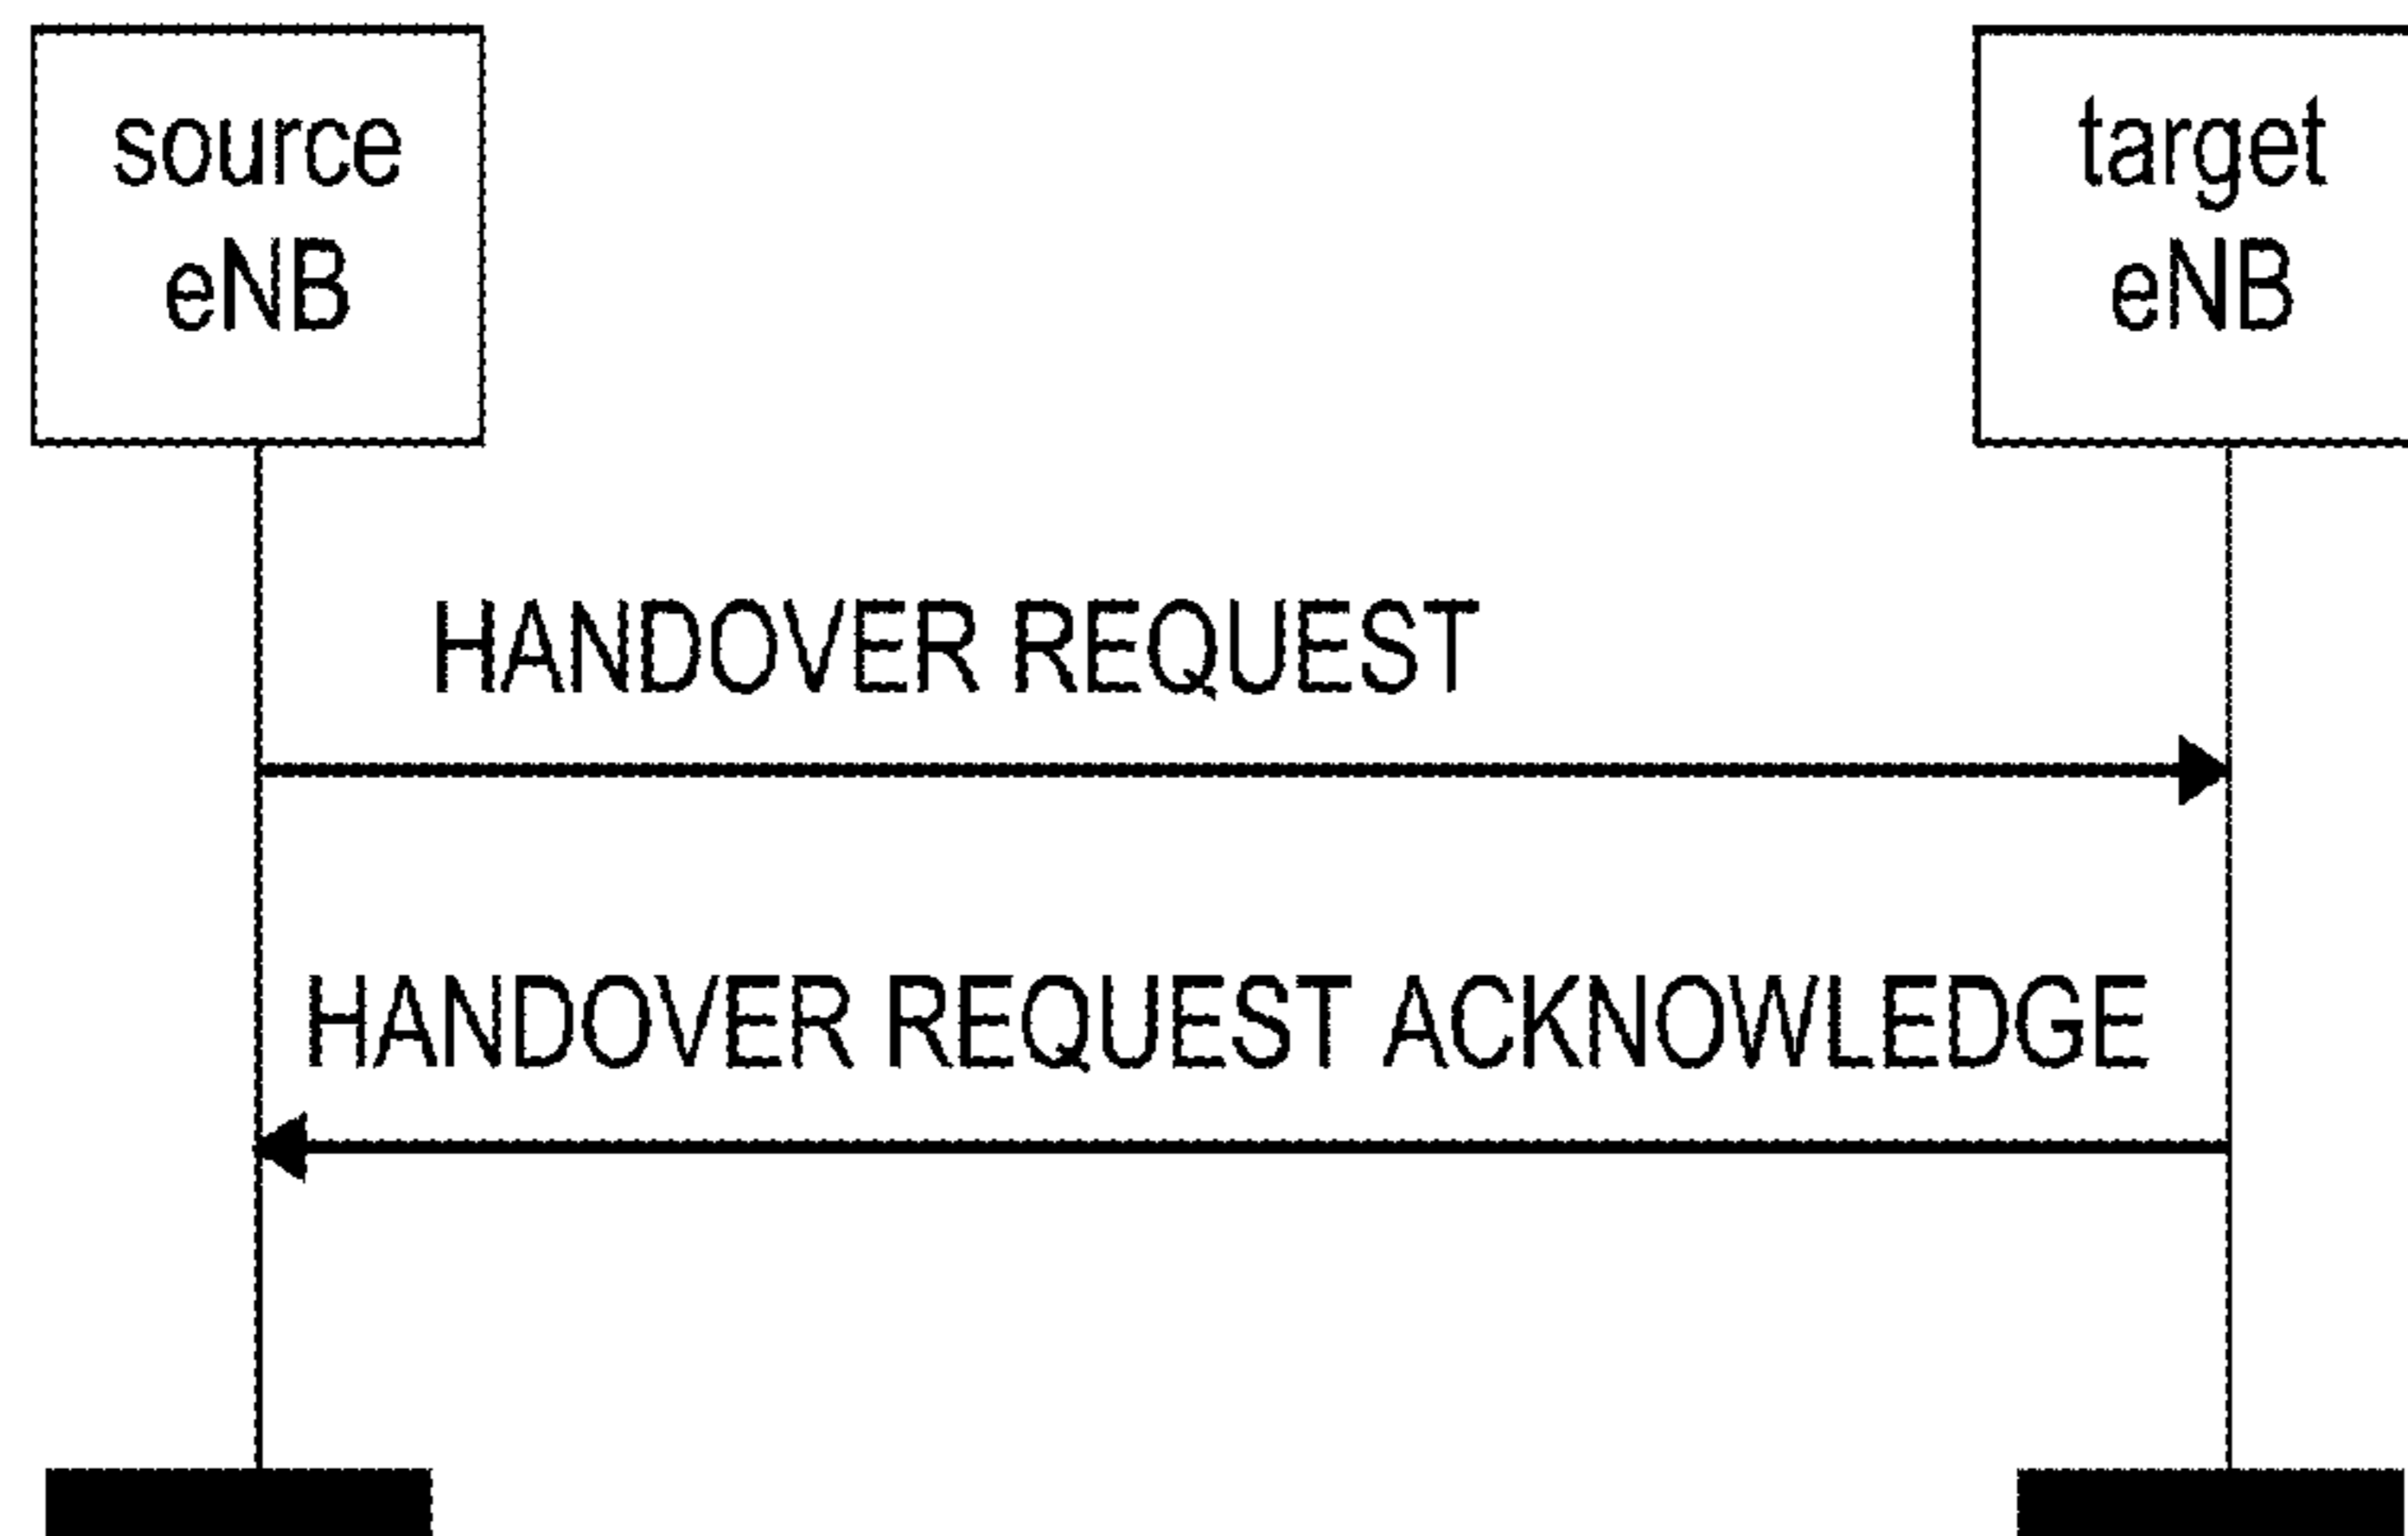 source
eNB
target
eNB
HANDOVER REQUEST
HANDOVER REQUEST ACKNOWLEDGE